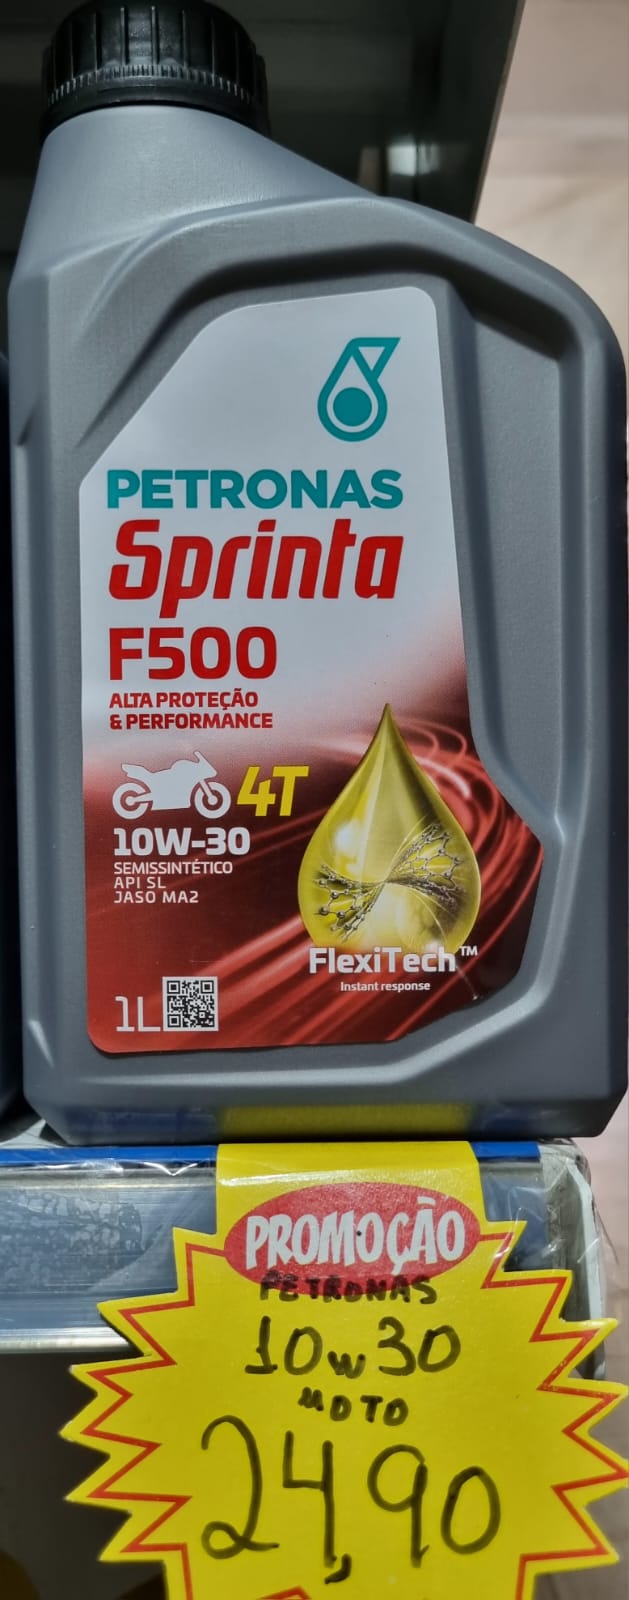 PETRONAS
Sprinta
F500
ALTA PROTEÇÃO
& PERFORMANCE
4T
10W-30
SEMISSINTÉTICO
API SL
JASO MA2
FlexiTech™
Instant response
1L
PROMOÇÃO
PETRONAS
10w30
MOTO
24,90